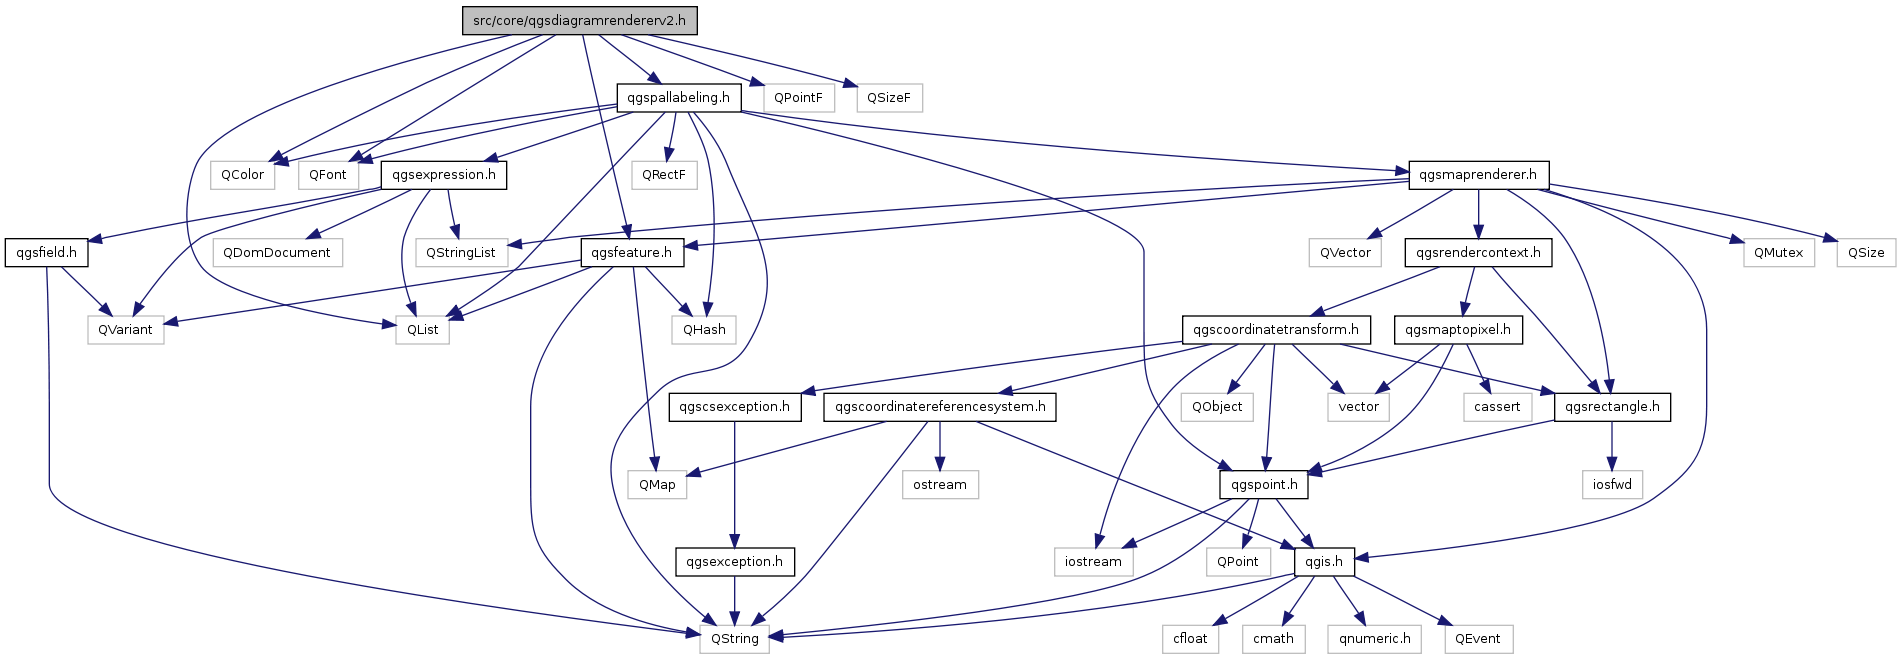 src/core/qgsdiagramrendererv2.h
qgspallabeling.h
QPointF
QSizeF
QColor
QFont
qgsexpression.h
QRectF
qgsmaprenderer.h
qgsfield.h
QDomDocument
QStringList
qgsfeature.h
QVector
qgsrendercontext.h
QMutex
QSize
QVariant
QList
QHash
qgscoordinatetransform.h
qgsmaptopixel.h
qgscsexception.h
qgscoordinatereferencesystem.h
QObject
vector
cassert
qgsrectangle.h
QMap
ostream
qgspoint.h
iosfwd
qgsexception.h
iostream
QPoint
qgis.h
QString
cfloat
cmath
qnumeric.h
QEvent